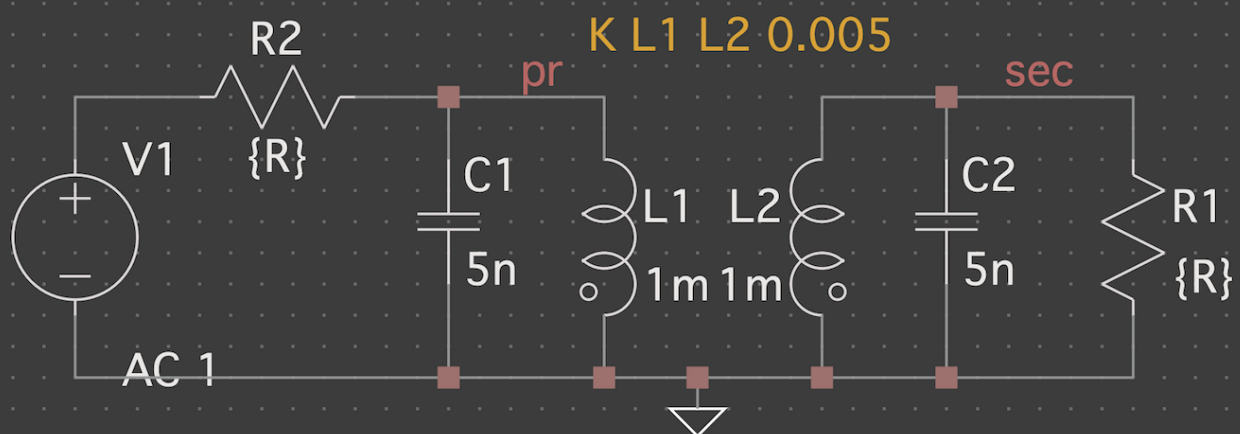 K L1 L2 0.005
R2
pr
sec
V1
{R}
C1
C2
L1
L2
R1
5n
1m
1m
5n
{R}
AC 1